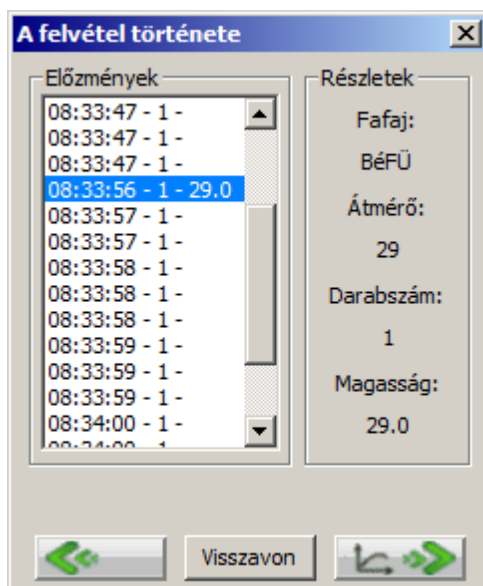 A felvétel története
Előzmények
08:33:47 - 1 -
08:33:47 - 1 -
08:33:47 - 1 -
08:33:56 - 1 - 29.0
08:33:57 - 1 -
08:33:57 - 1 -
08:33:58 - 1 -
08:33:58 - 1 -
08:33:58 - 1 -
08:33:59 - 1 -
08:33:59 - 1 -
08:33:59 - 1 -
08:34:00 - 1 -
Részletek
Fafaj:
BéFÜ
Átmérő:
29
Darabszám:
1
Magasság:
29.0
Visszavon